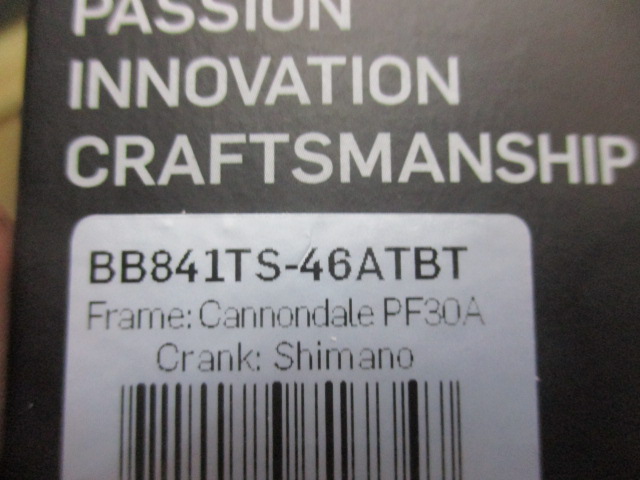 PASSION
INNOVATION
CRAFTSMANSHIP
BB841TS-46ATBT
Frame: Cannondale PF30A
Crank: Shimano